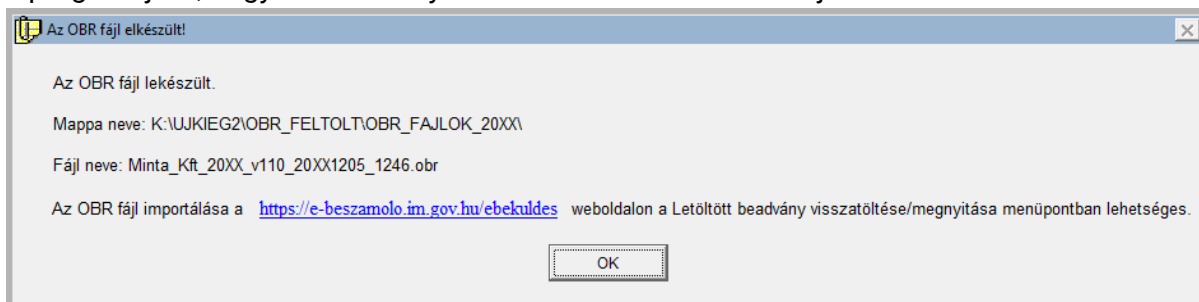 Az OBR fájl elkészült!
Az OBR fájl lekészült.
Mappa neve: K:\UJKIEG2\OBR_FELTOLT\OBR_FAJLOK_20XX\
Fájl neve: Minta_Kft_20XX_v110_20XX1205_1246.obr
Az OBR fájl importálása a https://e-beszamolo.im.gov.hu/ebekuldes weboldalon a Letöltött beadvány visszatöltése/megnyitása menüpontban lehetséges.
OK